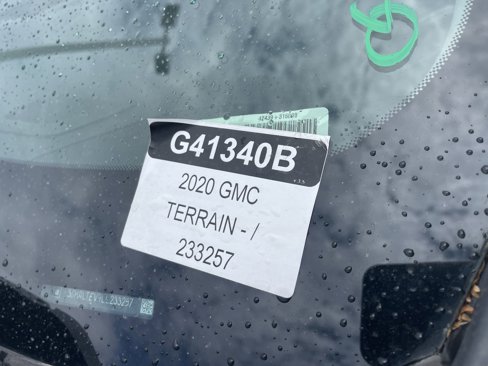 G41340B
2020 GMC
TERRAIN - /
233257